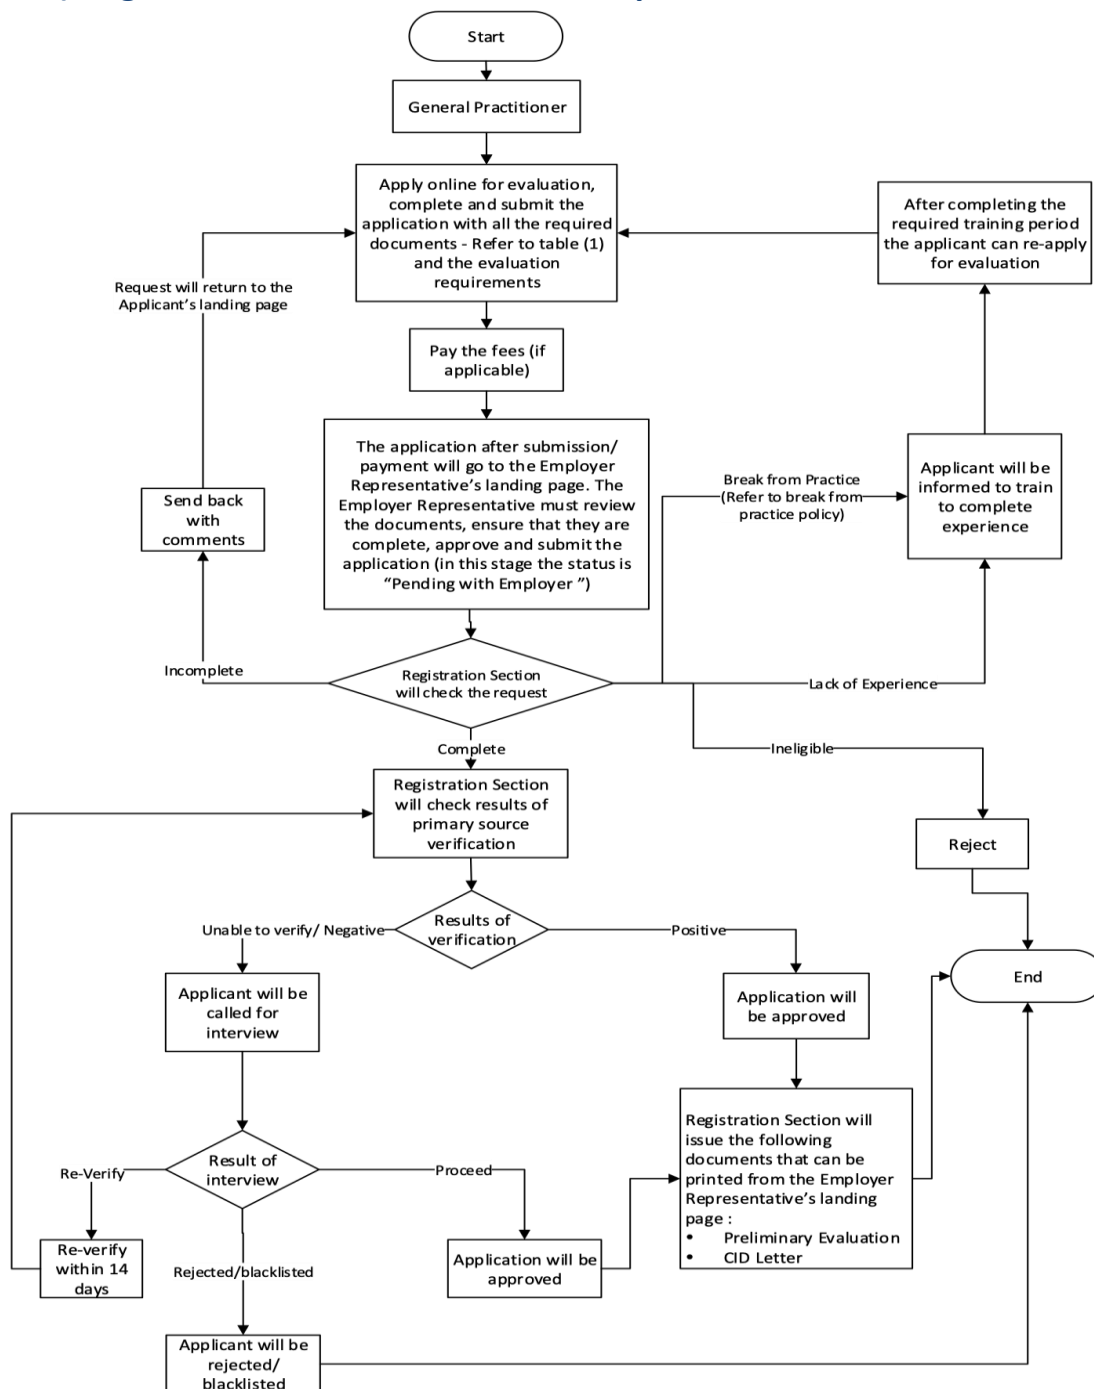 Start
General Practitioner
Apply online for evaluation,
complete and submit the
application with all the required
documents - Refer to table (1)
and the evaluation
requirements
After completing the
required training period
the applicant can re-apply
for evaluation
Request will return to the
Applicant's landing page
Pay the fees (if
applicable)
The application after submission/
payment will go to the Employer
Representative's landing page. The
Employer Representative must review
the documents, ensure that they are
complete, approve and submit the
application (in this stage the status is
“Pending with Employer ”)
Send back
with
comments
Break from Practice
(Refer to break from
practice policy)
Applicant will be
informed to train
to complete
experience
Incomplete
Registration Section
will check the request
Lack of Experience
Complete
Ineligible
Registration Section
will check results of
primary source
verification
Reject
Unable to verify/ Negative
Results of
verification
Positive
End
Applicant will be
called for
interview
Application will
be approved
Registration Section will
issue the following
documents that can be
printed from the Employer
Representative's landing
page :
• Preliminary Evaluation
• CID Letter
Re-Verify
Result of
interview
Proceed
Re-verify
within 14
days
Rejected/blacklisted
Application will be
approved
Applicant will be
rejected/
blacklisted